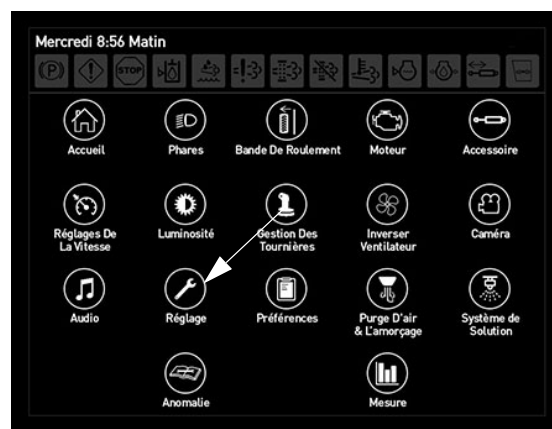 Mercredi 8:56 Matin
STOP
Accueil
Phares
Bande De Roulement
Moteur
Accessoire
Réglages De
La Vitesse
Luminosité
Gestion Des
Tournières
Inverser
Ventilateur
Caméra
Audio
Réglage
Préférences
Purge D'air
& L'amorçage
Système de
Solution
Anomalie
Mesure